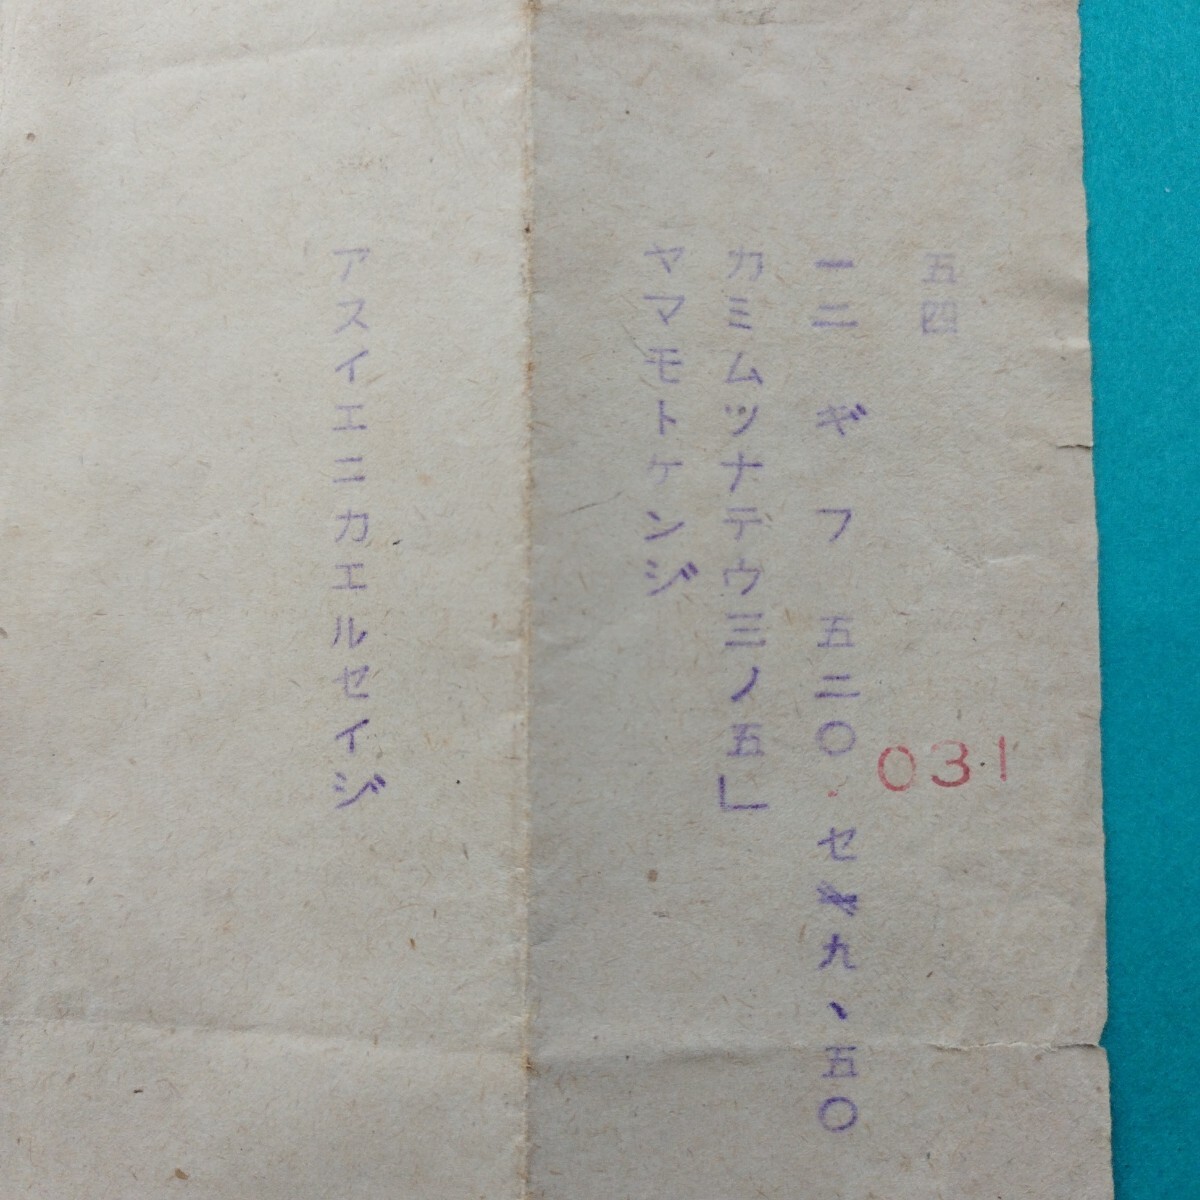 五四
一二 ギ フ 五二〇 セ 九、五〇
031
カミムツナデウ三ノ五」
ヤマモトケンジ
アスイエニカエルセイジ